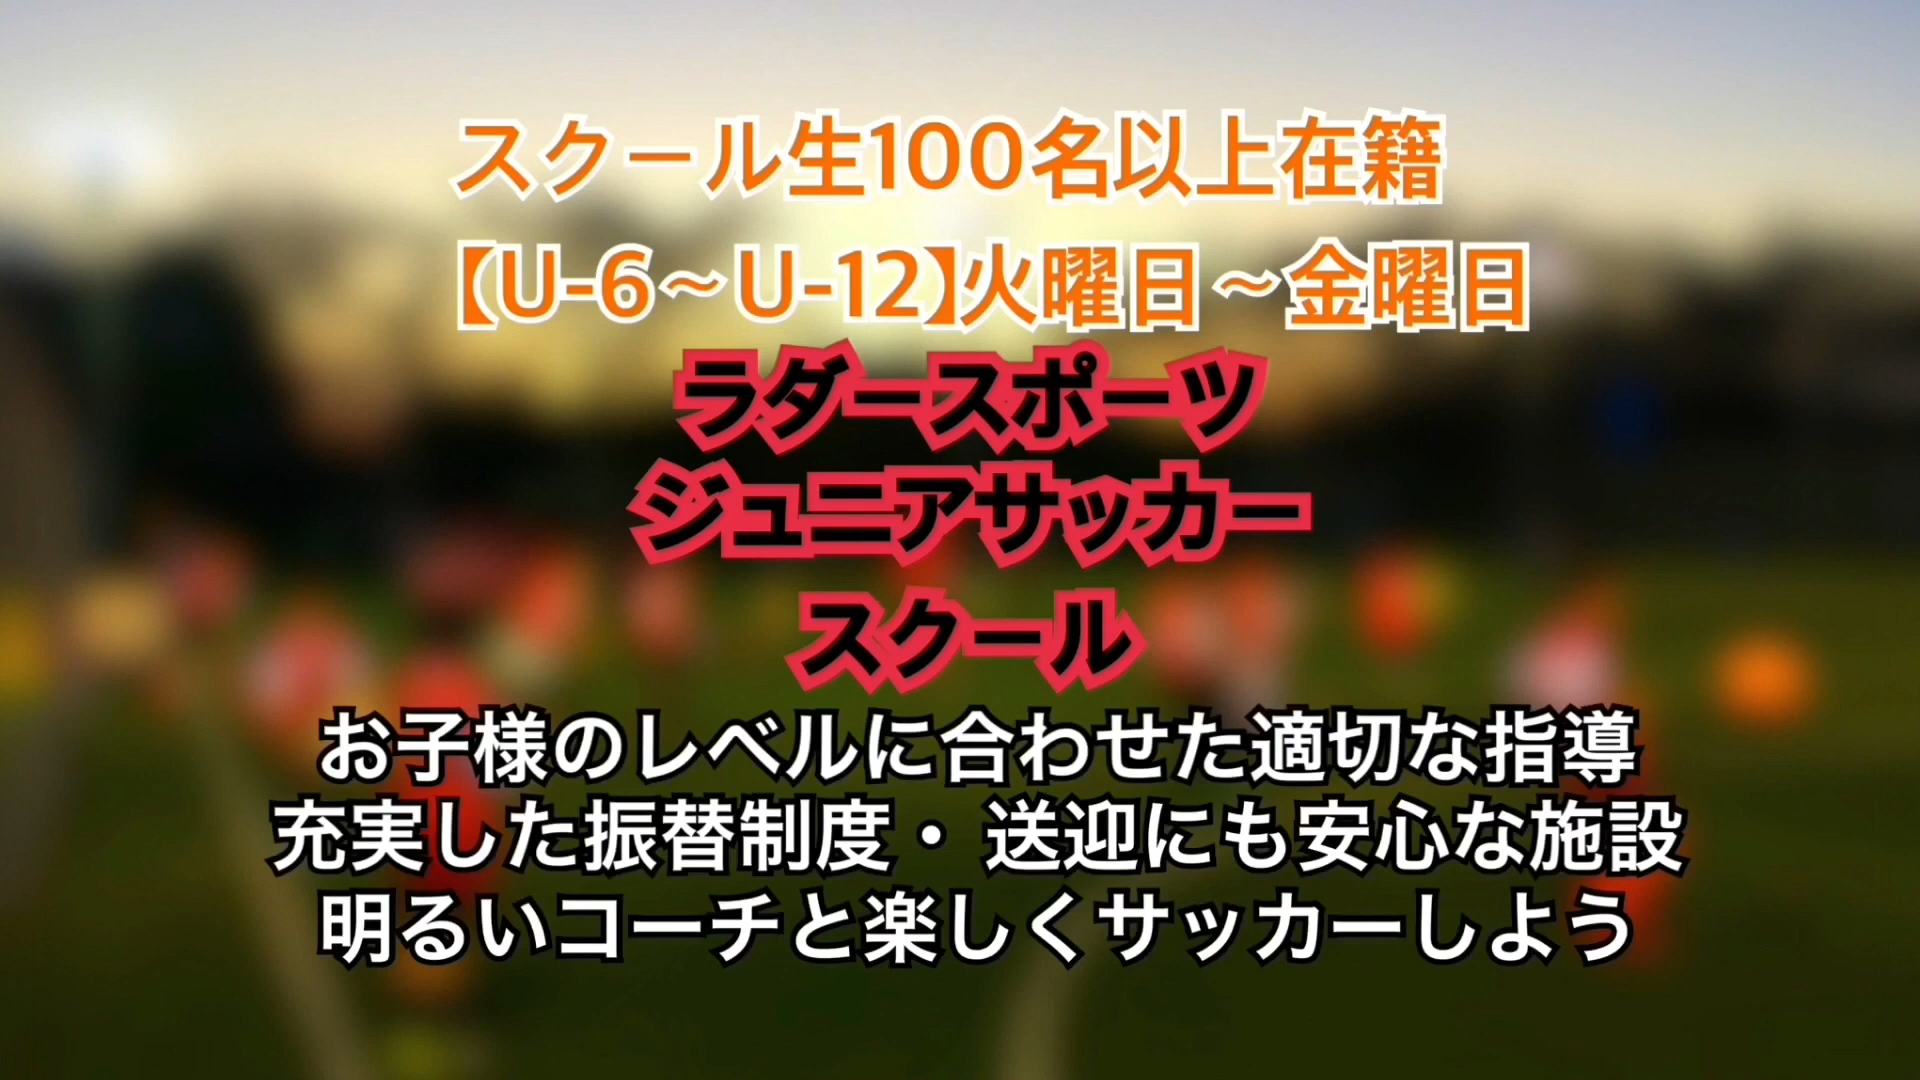 スクール生100名以上在籍
【U-6～U-12】火曜日～金曜日
ラダースポーツ
ジュニアサッカー
スクール
お子様のレベルに合わせた適切な指導
充実した振替制度・送迎にも安心な施設
明るいコーチと楽しくサッカーしよう